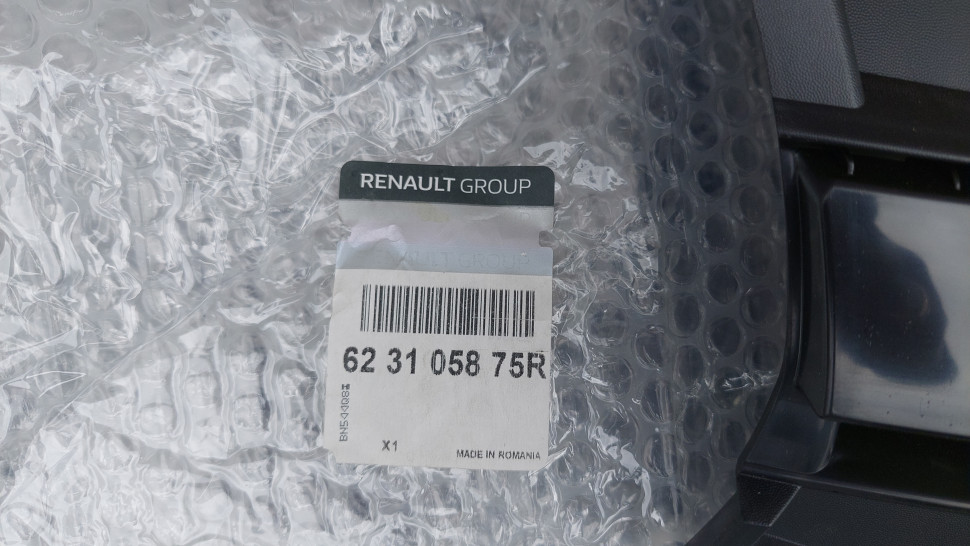 RENAULT GROUP
62 31 058 75R
X1
MADE IN ROMANIA